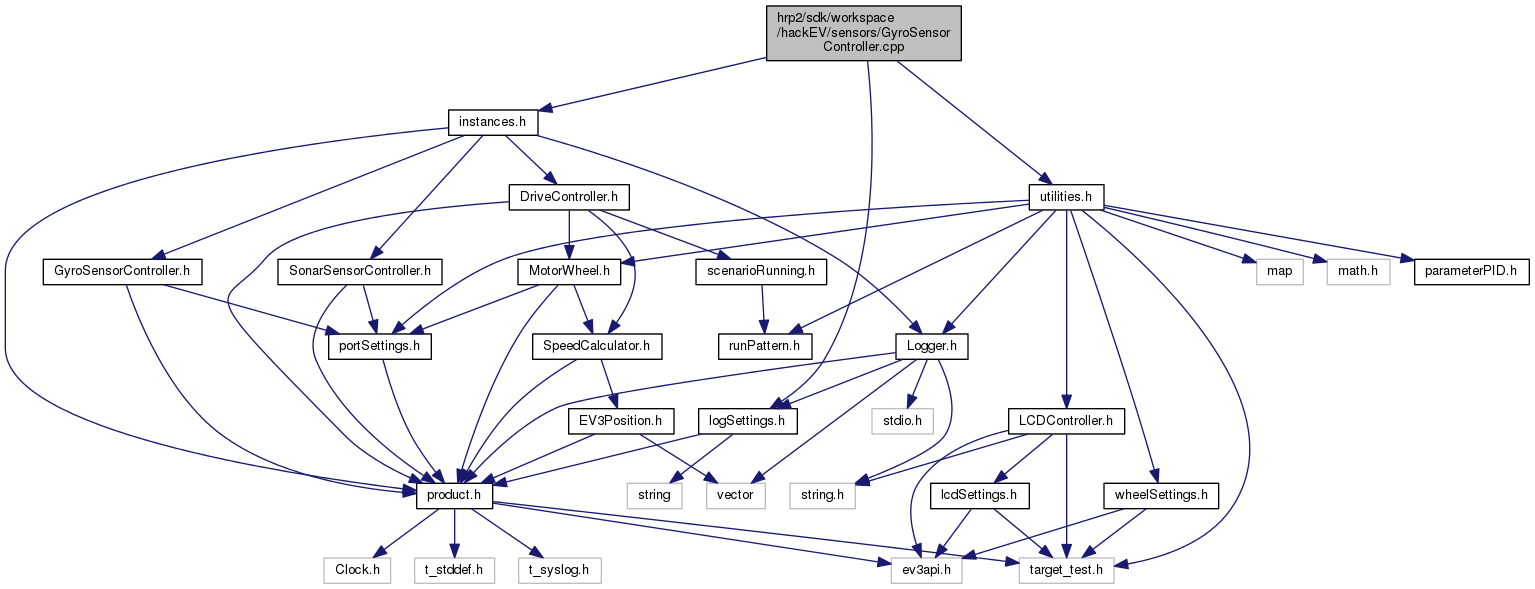 hrp2/sdk/workspace
/hackEV/sensors/GyroSensor
Controller.cpp
instances.h
DriveController.h
utilities.h
GyroSensorController.h
SonarSensorController.h
MotorWheel.h
scenarioRunning.h
map
math.h
parameterPID.h
portSettings.h
SpeedCalculator.h
runPattern.h
Logger.h
EV3Position.h
logSettings.h
stdio.h
LCDController.h
product.h
string
vector
string.h
lcdSettings.h
wheelSettings.h
Clock.h
t_stddef.h
t_syslog.h
ev3api.h
target_test.h